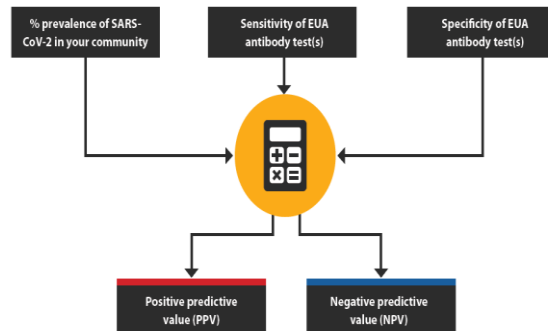 % prevalence of SARS-
CoV-2 in your community
Sensitivity of EUA
antibody test(s)
Specificity of EUA
antibody test(s)
Positive predictive
value (PPV)
Negative predictive
value (NPV)